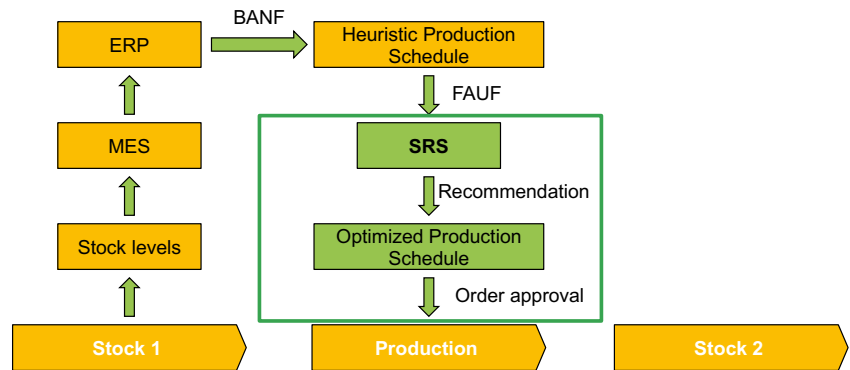 BANF
ERP
Heuristic Production
Schedule
FAUF
MES
SRS
Recommendation
Stock levels
Optimized Production
Schedule
Order approval
Stock 1
Production
Stock 2